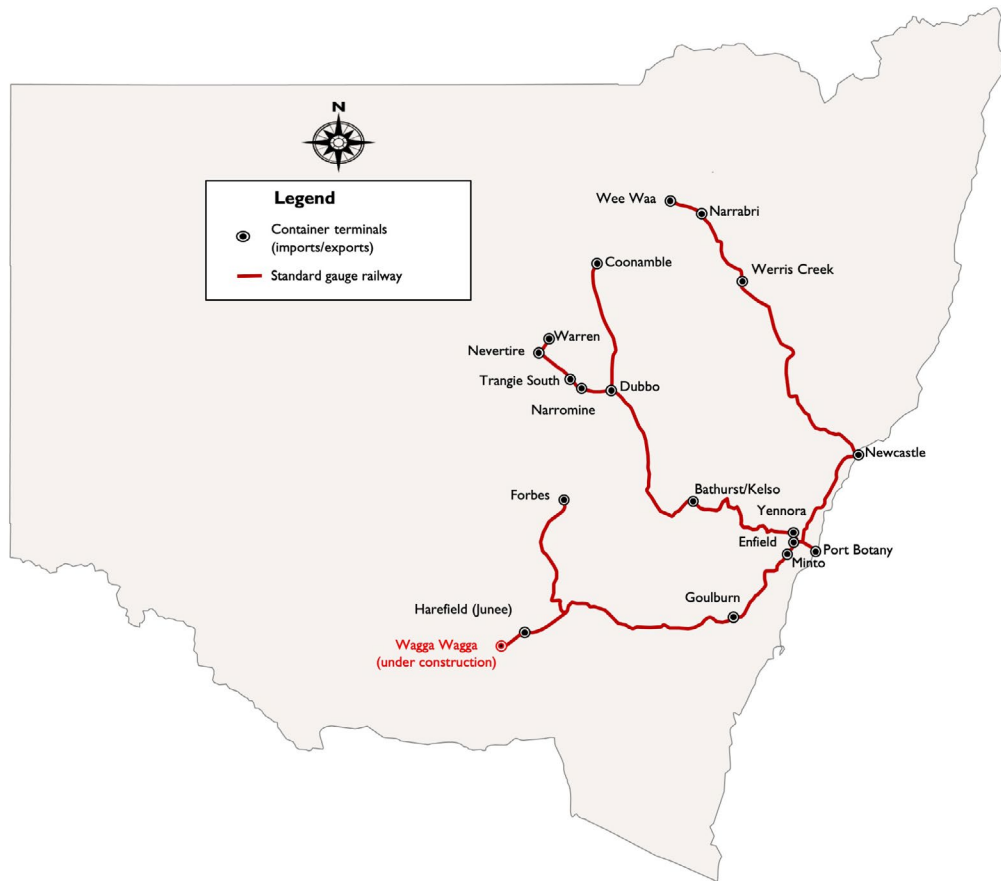 N
Legend
Container terminals
(imports/exports)
Standard gauge railway
Wee Waa
Narrabri
Coonamble
Werris Creek
Warren
Nevertire
Trangie South
Dubbo
Narromine
Newcastle
Bathurst/Kelso
Forbes
Yennora
Enfield
Port Botany
Minto
Goulburn
Harefield (Junee)
Wagga Wagga
(under construction)